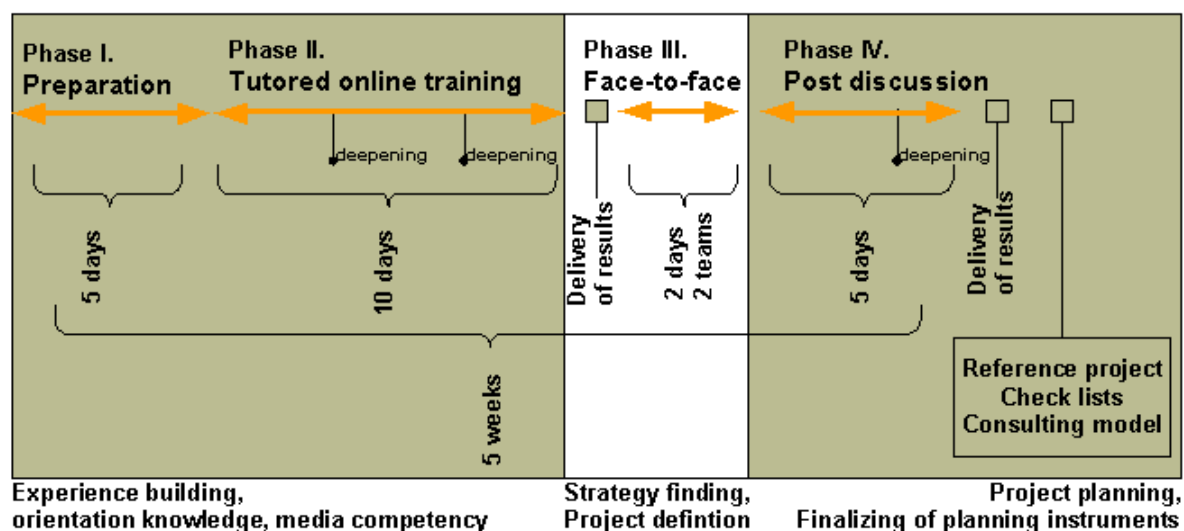 Phase I.
Preparation
Phase II.
Tutored online training
Phase III.
Face-to-face
Phase IV.
Post discussion
deepening
deepening
deepening
5 days
10 days
Delivery
of results
2 days
2 teams
5 days
Delivery
of results
5 weeks
Reference project
Check lists
Consulting model
Experience building,
orientation knowledge, media competency
Strategy finding,
Project defintion
Project planning,
Finalizing of planning instruments